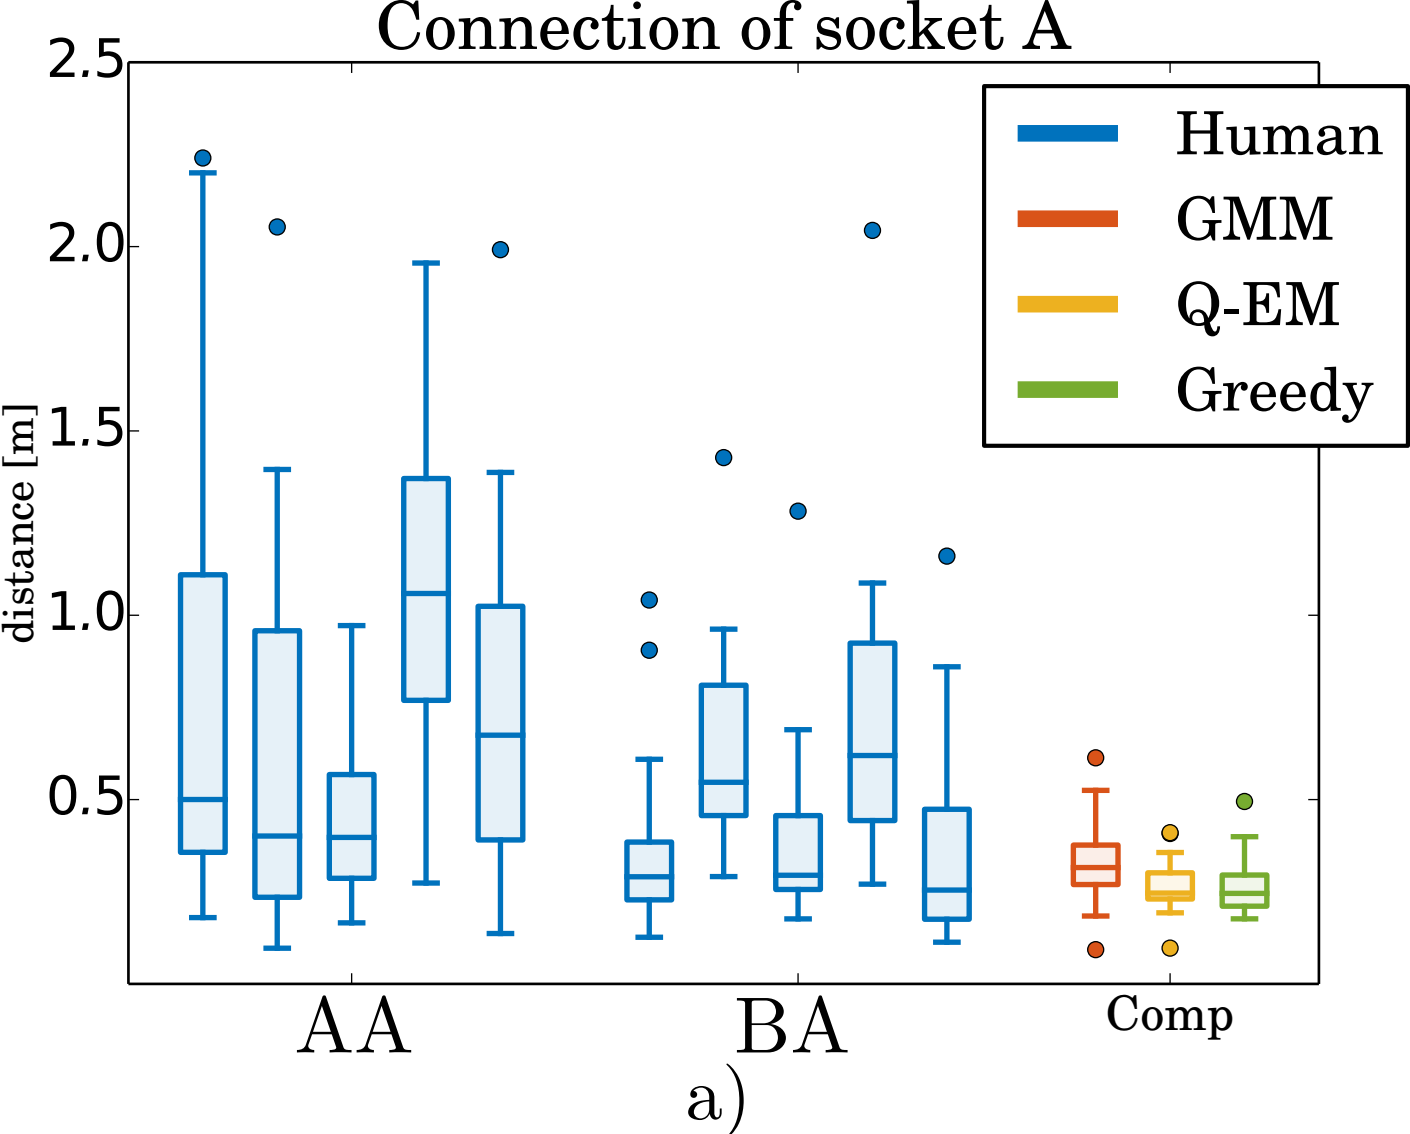 Connection of socket A
2.5
2.0
1.5
1.0
0.5
distance [m]
Human
GMM
Q-EM
Greedy
AA
BA
Comp
a)